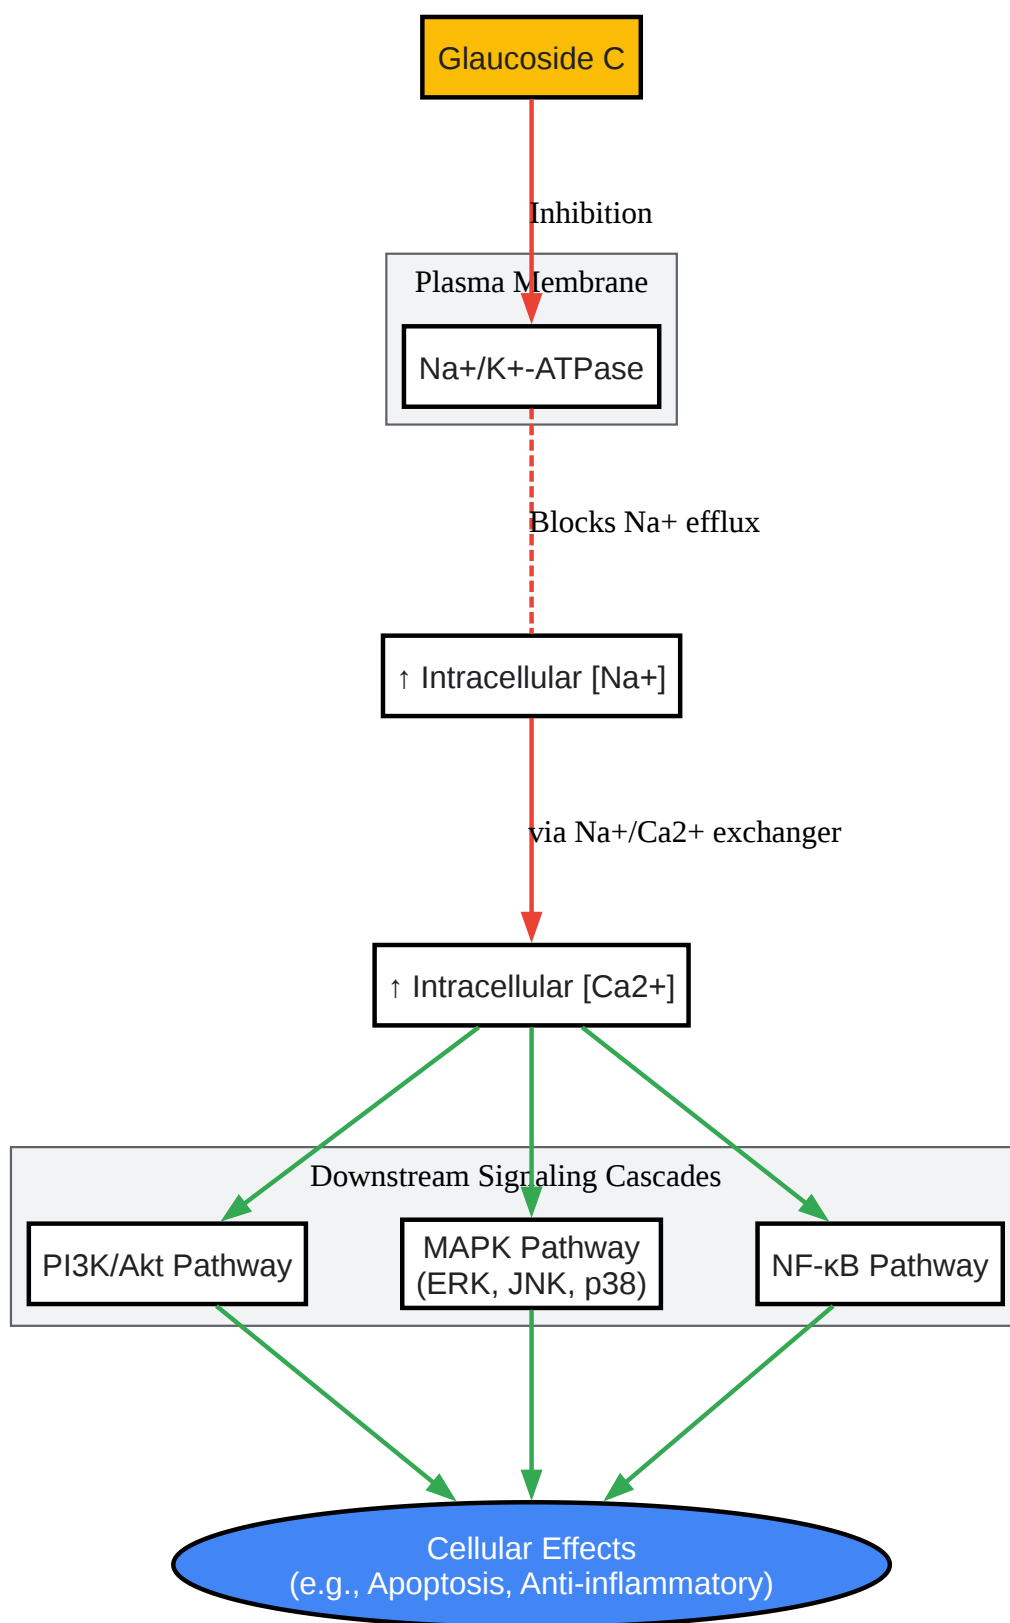 Glaucoside C
Inhibition
Plasma Membrane
Na+/K+-ATPase
Blocks Na+ efflux
↑ Intracellular [Na+]
via Na+/Ca2+ exchanger
↑ Intracellular [Ca2+]
Downstream Signaling Cascades
PI3K/Akt Pathway
MAPK Pathway
(ERK, JNK, p38)
NF-κB Pathway
Cellular Effects
(e.g., Apoptosis, Anti-inflammatory)